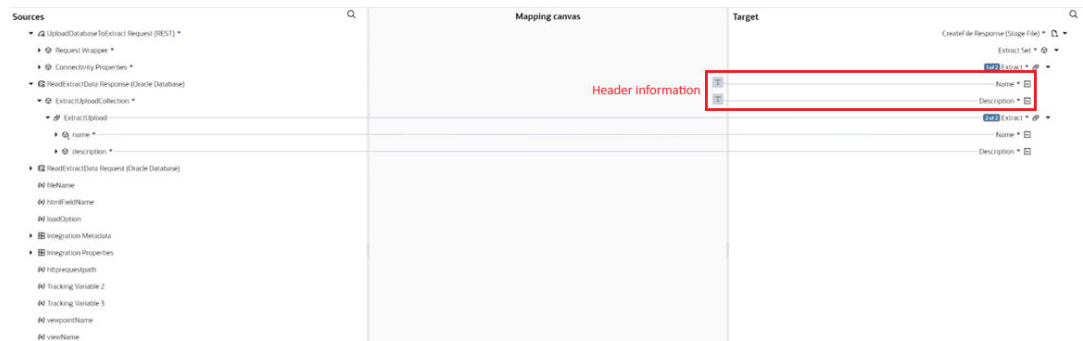 Sources
Mapping canvas
Target
UploadDatabaseToExtract Request (REST) *
CreateFile Response (Stage File) *
Request Wrapper *
Extract Set *
Connectivity Properties *
1 of 2 Extract *
ReadExtractData Response (Oracle Database)
Header information
Name *
ExtractUploadCollection *
Description *
ExtractUpload
2 of 2 Extract *
name *
Name *
description *
Description *
ReadExtractData Request (Oracle Database)
fileName
htmlFieldName
loadOption
Integration Metadata
Integration Properties
httprequestpath
Tracking Variable 2
Tracking Variable 3
vewpointName
viewName